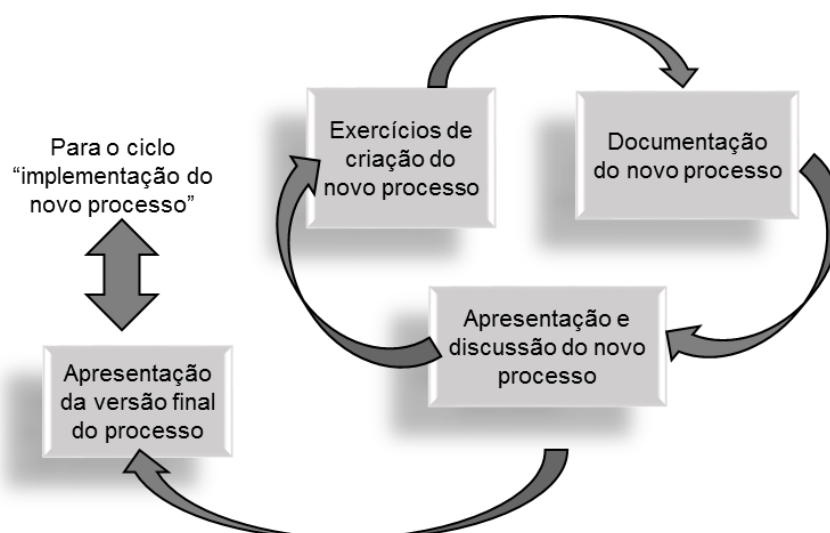 Exercícios de
criação do
novo processo
Documentação
do novo processo
Para o ciclo
“implementação do
novo processo”
Apresentação e
discussão do novo
processo
Apresentação
da versão final
do processo